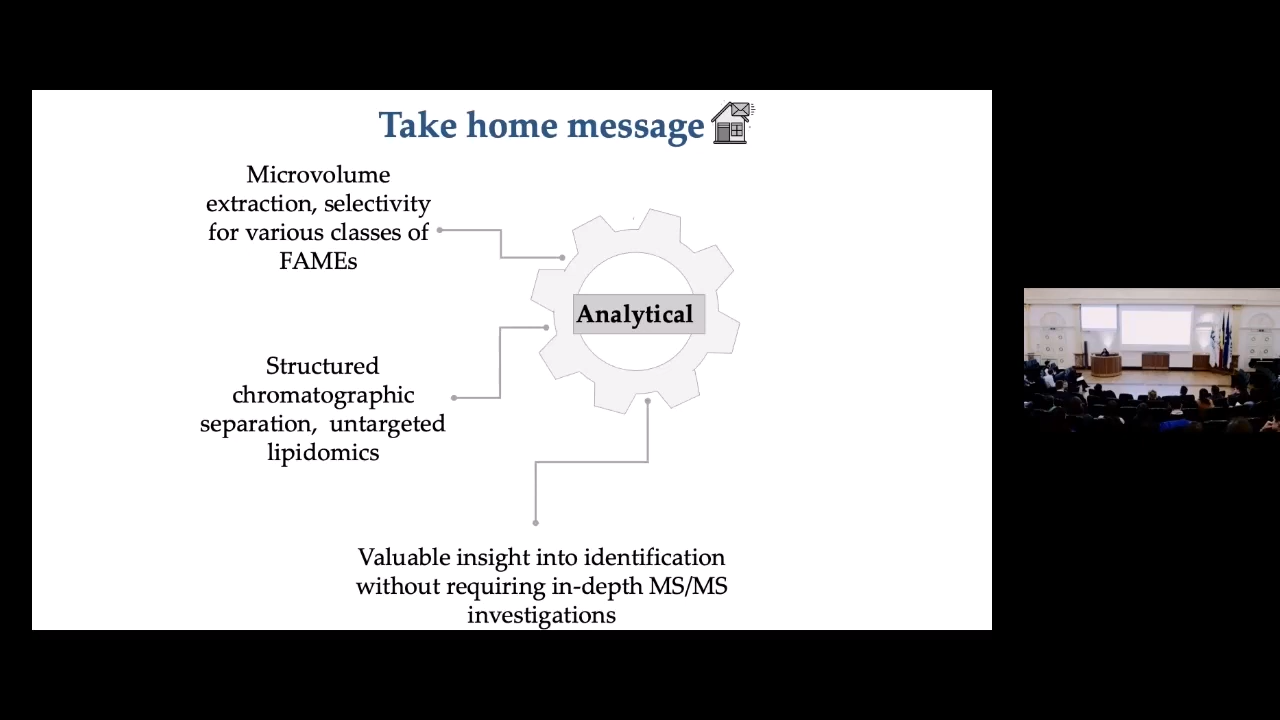 Take home message
Microvolume
extraction, selectivity
for various classes of
FAMEs
Analytical
Structured
chromatographic
separation, untargeted
lipidomics
Valuable insight into identification
without requiring in-depth MS/MS
investigations